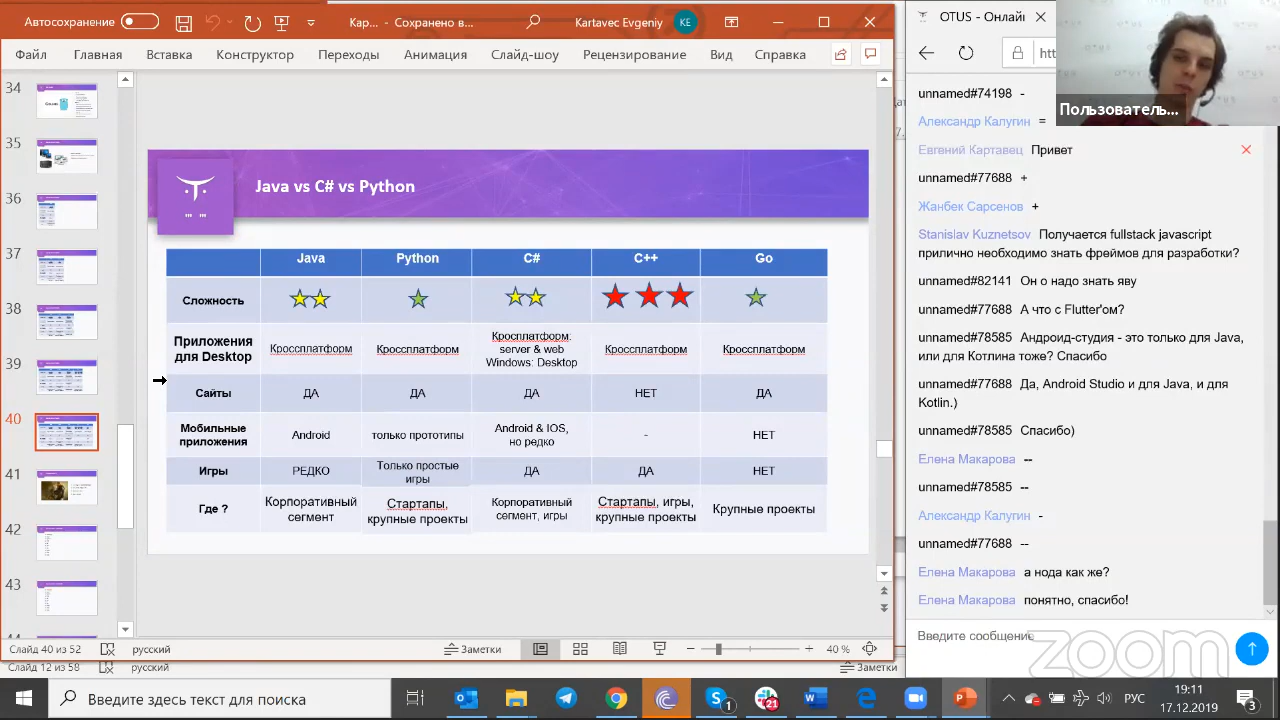 Автосохранение
Кар... - Сохранено в...
Kartavec Evgeniy
KE
Файл Главная Вставка Конструктор Переходы Анимация Слайд-шоу Рецензирование Вид Справка
34
35
36
37
38
39
40
41
42
43
Java vs C# vs Python
Java Python C# C++ Go
Сложность
Приложения для Desktop
Кроссплатформ
Кроссплатформ
Кроссплатформ: server & web Windows: Desktop
Кроссплатформ
Кроссплатформ
Сайты ДА ДА ДА НЕТ ДА
Мобильные приложения
Android
только прототипы
Android & IOS, но редко
-
НЕТ
Игры РЕДКО Только простые игры ДА ДА НЕТ
Где ?
Корпоративный сегмент
Стартапы, крупные проекты
Корпоративный сегмент, игры
Стартапы, игры, крупные проекты
Крупные проекты
Слайд 40 из 52 русский Заметки 40 %
Слайд 12 из 58 русский Заметки
OTUS - Онлайн
Пользователь...
unnamed#74198 -
Александр Калугин =
Евгений Картавец Привет
unnamed#77688 +
Жанбек Сарсенов +
Stanislav Kuznetsov Получается fullstack javascript
прилично необходимо знать фреймов для разработки?
unnamed#82141 Он о надо знать яву
unnamed#77688 А что с Flutter'ом?
unnamed#78585 Андроид-студия - это только для Java,
или для Котлина тоже? Спасибо
unnamed#77688 Да, Android Studio и для Java, и для
Kotlin.)
unnamed#78585 Спасибо)
Елена Макарова --
unnamed#78585 --
Александр Калугин -
unnamed#77688 --
Елена Макарова а нода как же?
Елена Макарова понятно, спасибо!
Введите сообщение
zoom
Введите здесь текст для поиска
1
21
РУС
19:11
17.12.2019
3